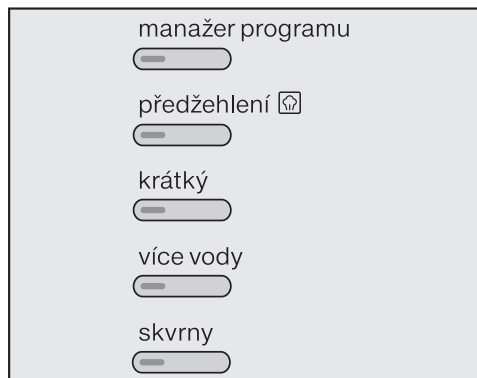 manažer programu
předžehlení
krátký
více vody
skvrny